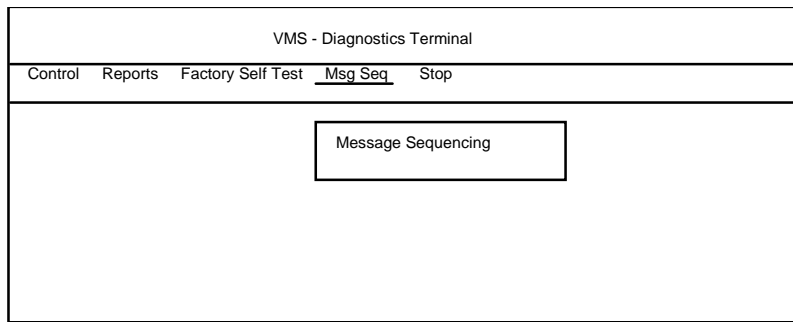 VMS - Diagnostics Terminal
Control Reports Factory Self Test Msg Seq Stop
Message Sequencing